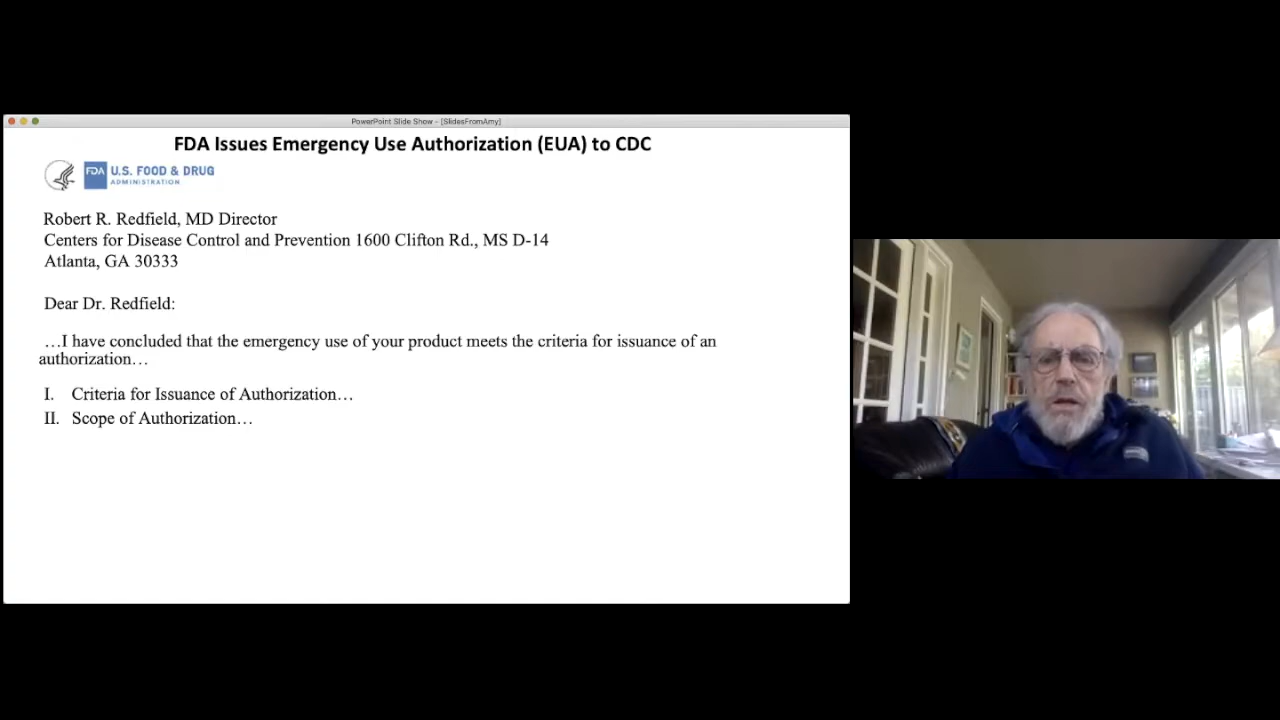 PowerPoint Slide Show - [SlidesFromAmy]
FDA Issues Emergency Use Authorization (EUA) to CDC
FDA U.S. FOOD & DRUG
ADMINISTRATION
Robert R. Redfield, MD Director
Centers for Disease Control and Prevention 1600 Clifton Rd., MS D-14
Atlanta, GA 30333
Dear Dr. Redfield:
…I have concluded that the emergency use of your product meets the criteria for issuance of an
authorization…
I. Criteria for Issuance of Authorization…
II. Scope of Authorization…